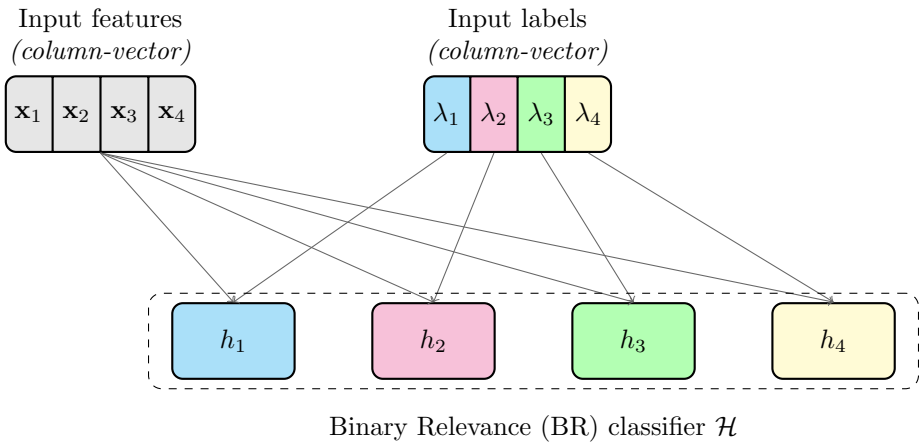 Input features
(column-vector)
x₁ x₂ x₃ x₄
Input labels
(column-vector)
λ₁ λ₂ λ₃ λ₄
h₁ h₂ h₃ h₄
Binary Relevance (BR) classifier ℋ